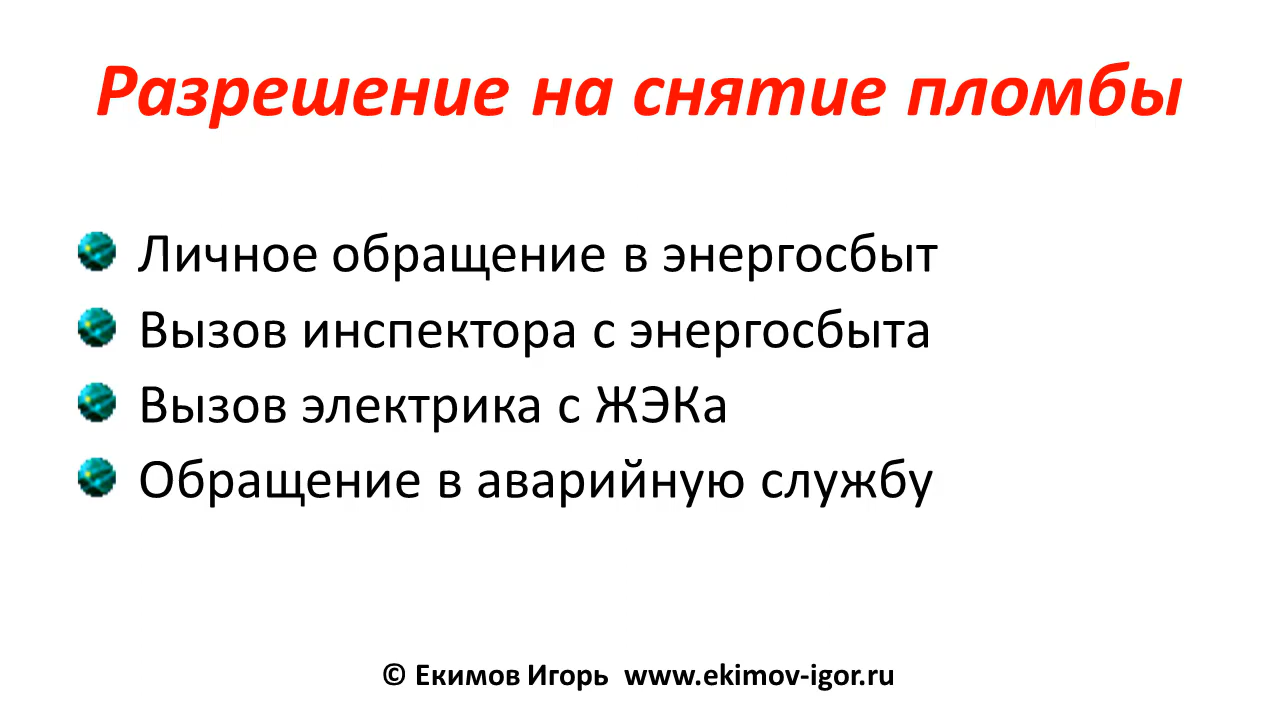 Разрешение на снятие пломбы
Личное обращение в энергосбыт
Вызов инспектора с энергосбыта
Вызов электрика с ЖЭКа
Обращение в аварийную службу
© Екимов Игорь www.ekimov-igor.ru